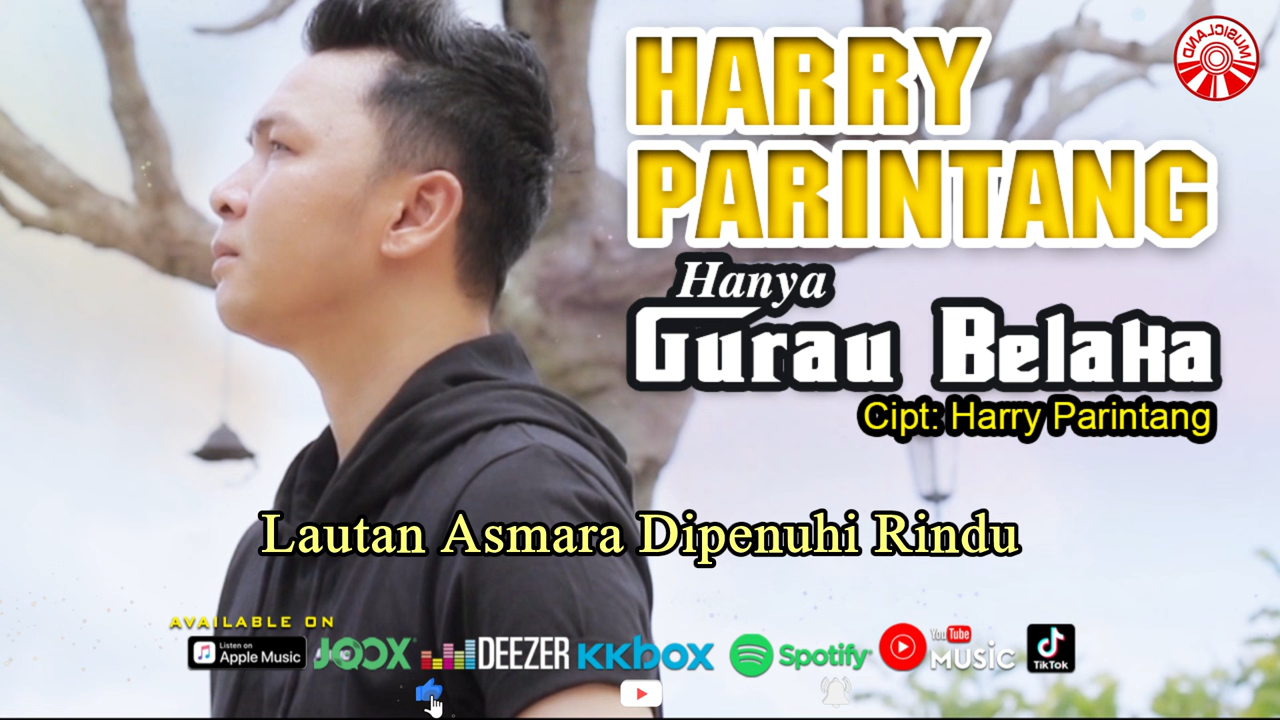 HARRY
PARINTANG
MUSICLAND
Hanya
Gurau Belaka
Cipt: Harry Parintang
Lautan Asmara Dipenuhi Rindu
AVAILABLE ON
Listen on
Apple Music
JOOX
DEEZER
KKBOX
Spotify
YouTube
MUSIC
TikTok